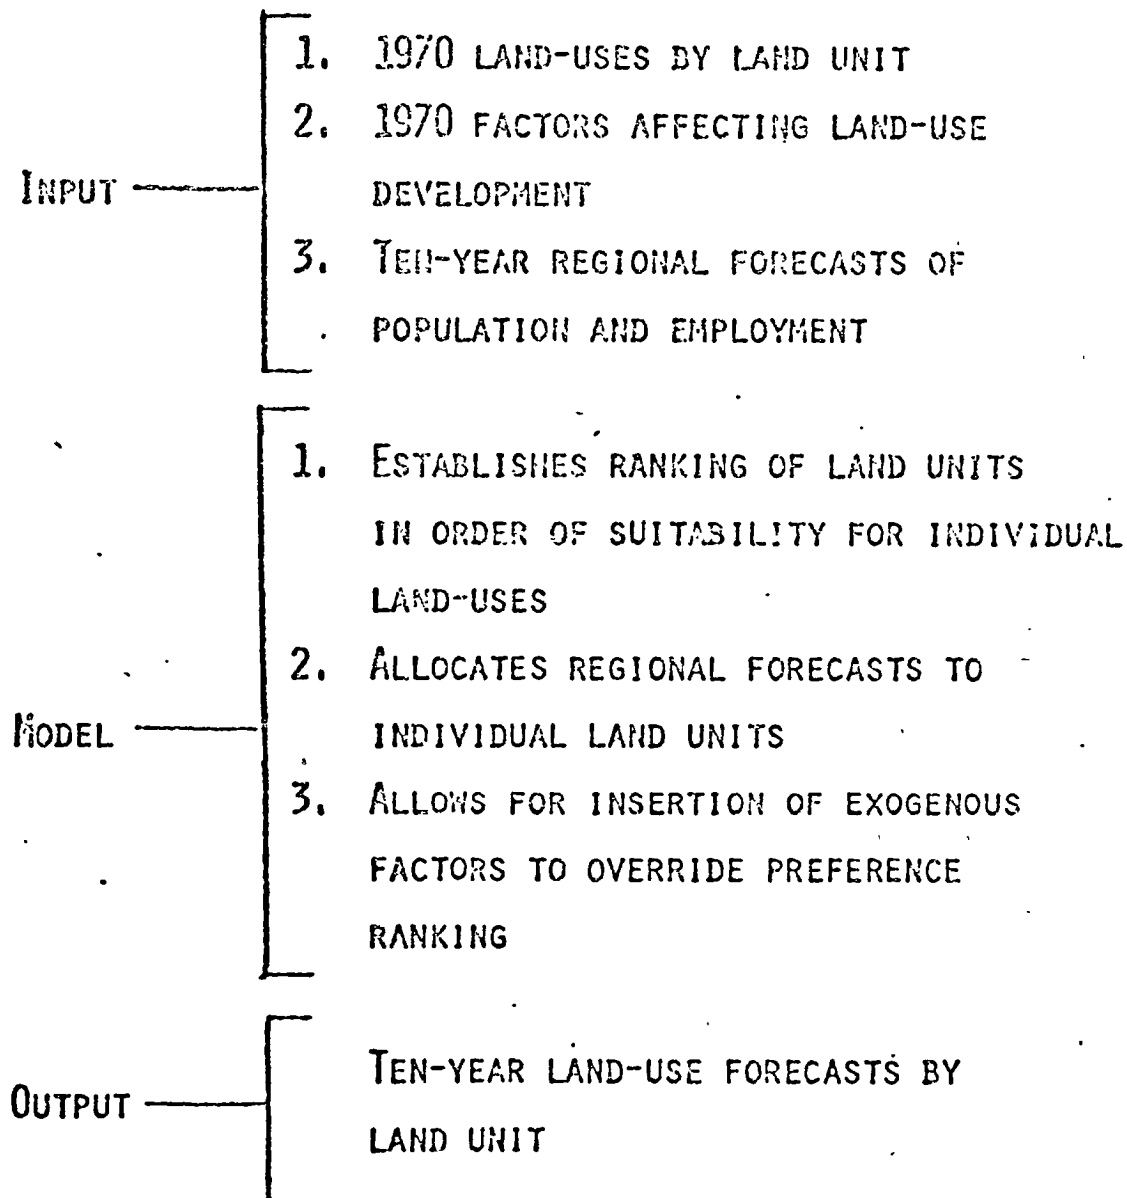 1. 1970 LAND-USES BY LAND UNIT
2. 1970 FACTORS AFFECTING LAND-USE
DEVELOPMENT
INPUT
3. TEN-YEAR REGIONAL FORECASTS OF
POPULATION AND EMPLOYMENT
1. ESTABLISHES RANKING OF LAND UNITS
IN ORDER OF SUITABILITY FOR INDIVIDUAL
LAND-USES
2. ALLOCATES REGIONAL FORECASTS TO
MODEL
INDIVIDUAL LAND UNITS
3. ALLOWS FOR INSERTION OF EXOGENOUS
FACTORS TO OVERRIDE PREFERENCE
RANKING
TEN-YEAR LAND-USE FORECASTS BY
OUTPUT
LAND UNIT